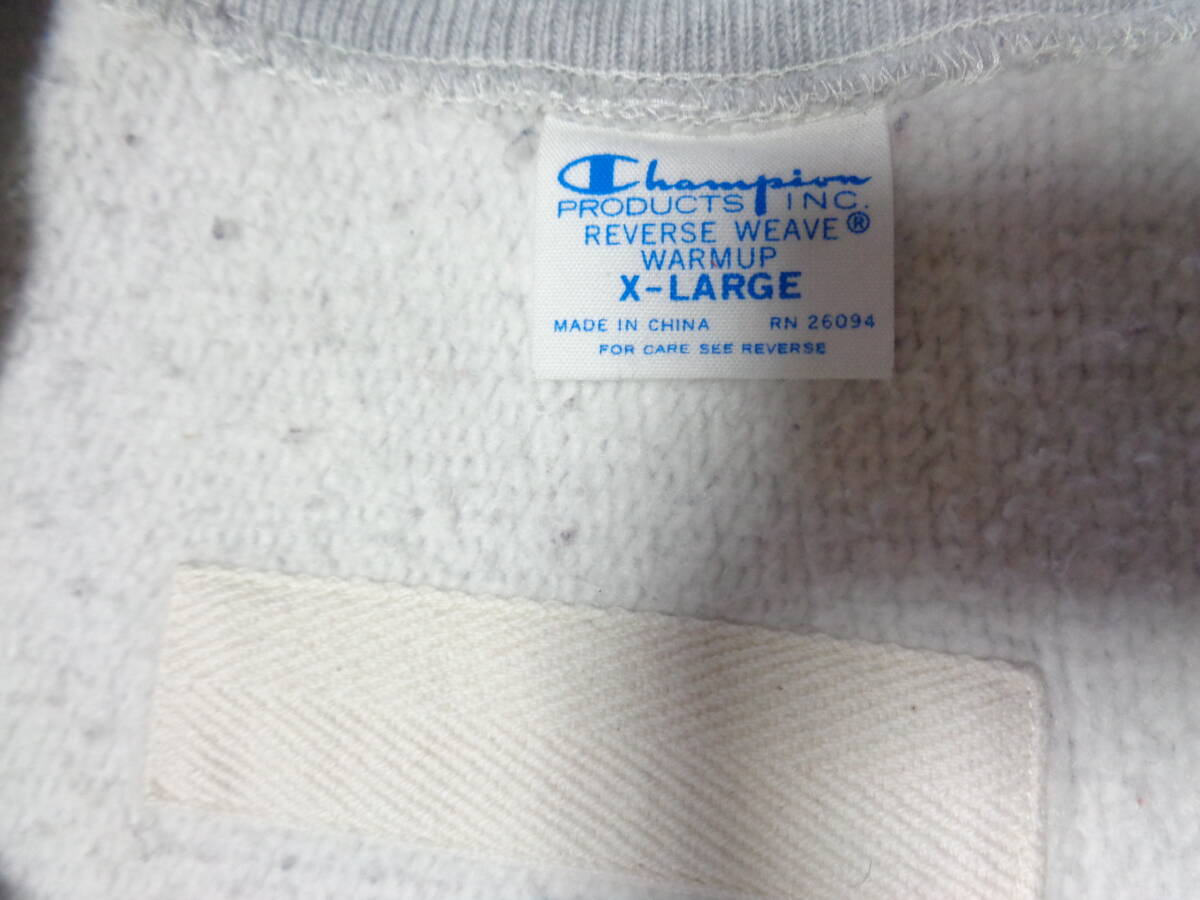 Champion
PRODUCTS INC.
REVERSE WEAVE®
WARMUP
X-LARGE
MADE IN CHINA RN 26094
FOR CARE SEE REVERSE